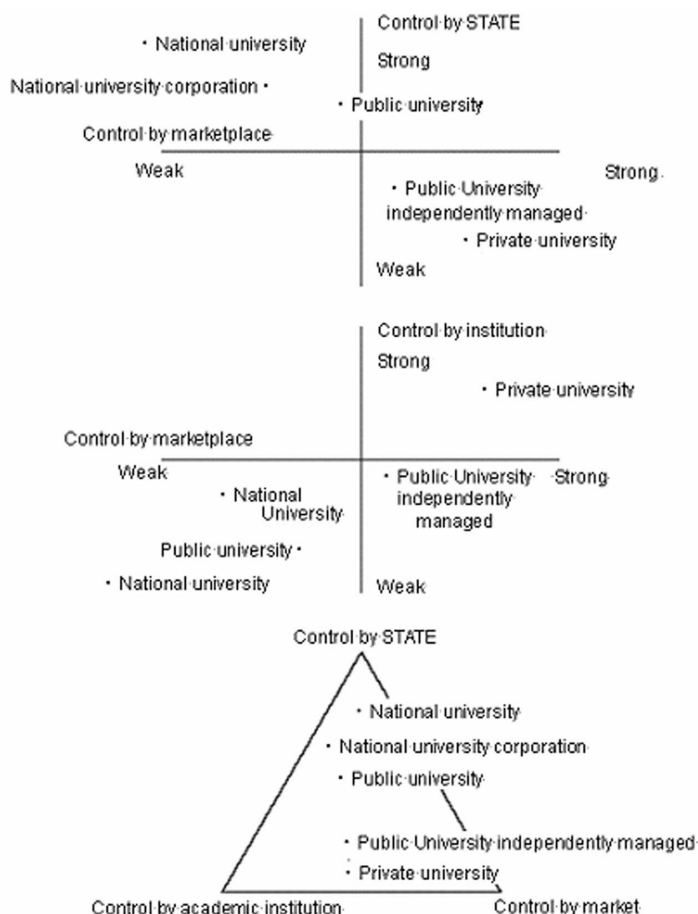 Control by STATE
National university
Strong
National university corporation
Public university
Control by marketplace
Weak
Strong
Public University
independently managed
Private university
Weak
Control by institution
Strong
Private university
Control by marketplace
Weak
Public University
independently
managed
Strong
National
University
Public university
National university
Weak
Control by STATE
National university
National university corporation
Public university
Public University independently managed
Private university
Control by academic institution
Control by market